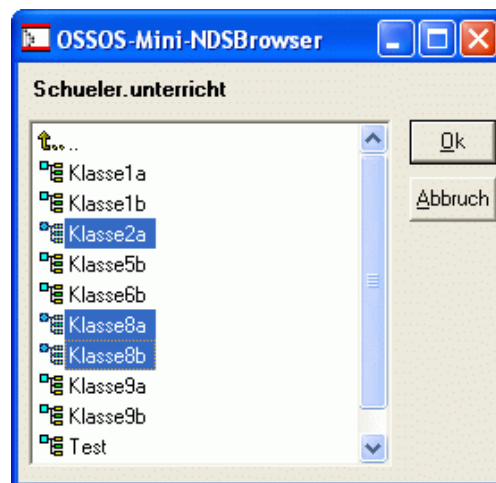 OSSOS-Mini-NDSBrowser
Schueler.unterricht
..
Klasse1a
Klasse1b
Klasse2a
Klasse5b
Klasse6b
Klasse8a
Klasse8b
Klasse9a
Klasse9b
Test
Ok
Abbruch